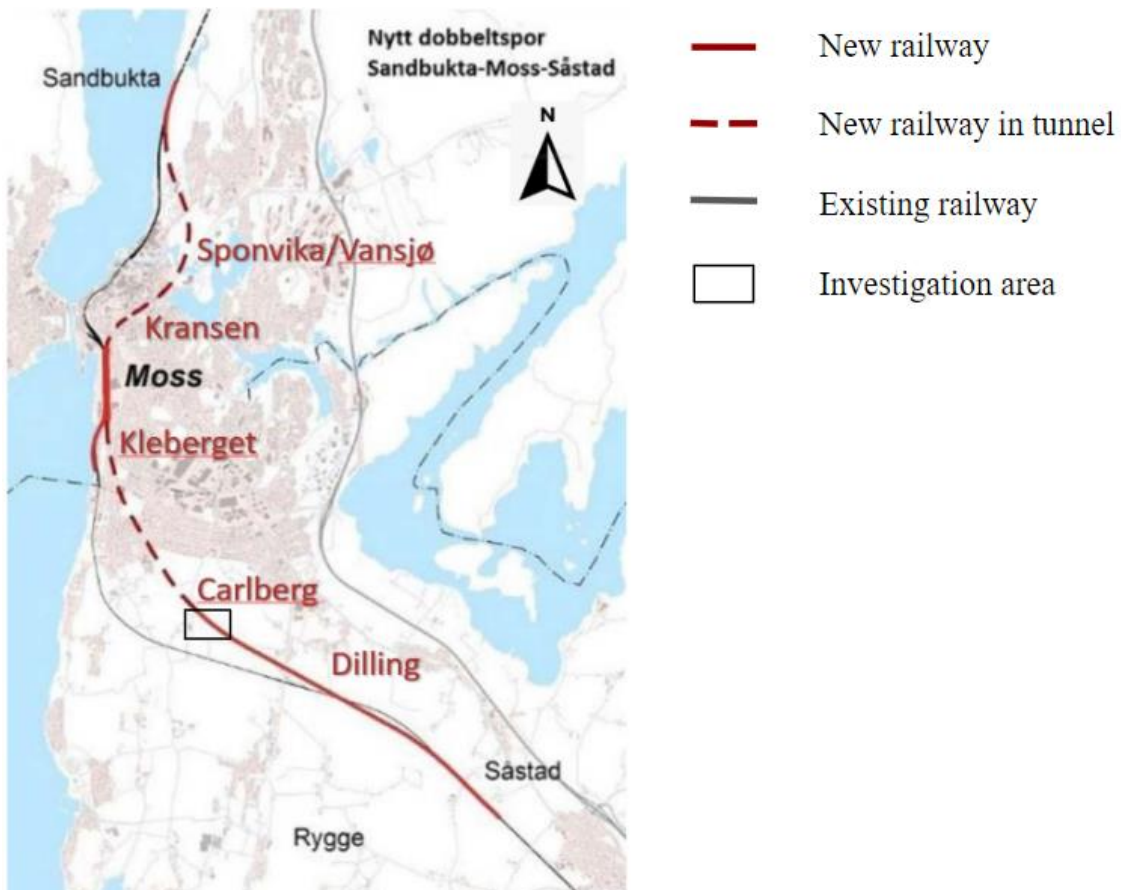 Nytt dobbeltspor
Sandbukta-Moss-Såstad
Sandbukta
N
Sponvika/Vansjø
Kransen
Moss
Kleberget
Carlberg
Dilling
Såstad
Rygge
New railway
New railway in tunnel
Existing railway
Investigation area